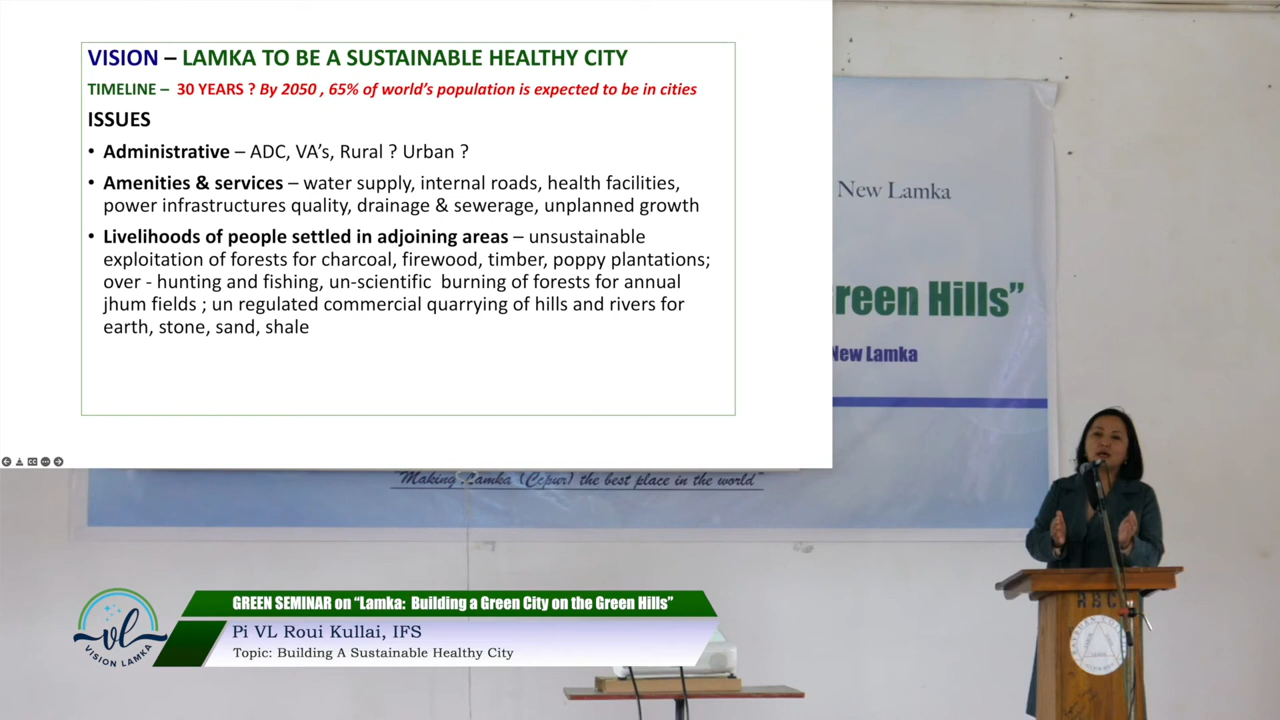 VISION – LAMKA TO BE A SUSTAINABLE HEALTHY CITY
TIMELINE – 30 YEARS ? By 2050 , 65% of world's population is expected to be in cities
ISSUES
• Administrative – ADC, VA's, Rural ? Urban ?
• Amenities & services – water supply, internal roads, health facilities,
power infrastructures quality, drainage & sewerage, unplanned growth
• Livelihoods of people settled in adjoining areas – unsustainable
exploitation of forests for charcoal, firewood, timber, poppy plantations;
over - hunting and fishing, un-scientific burning of forests for annual
jhum fields ; un regulated commercial quarrying of hills and rivers for
earth, stone, sand, shale
New Lamka
reen Hills”
New Lamka
"Making Lamka (Ccpur) the best place in the world"
GREEN SEMINAR on “Lamka: Building a Green City on the Green Hills”
Pi VL Roui Kullai, IFS
Topic: Building A Sustainable Healthy City
vl
VISION LAMKA